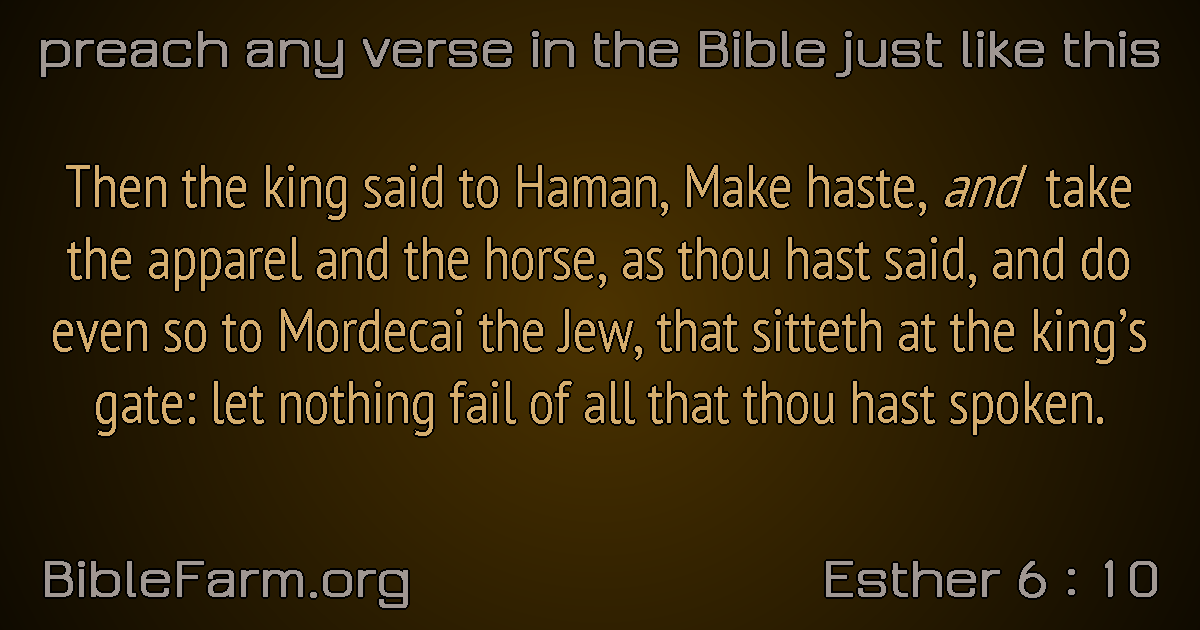 preach any verse in the Bible just like this
Then the king said to Haman, Make haste, and take
the apparel and the horse, as thou hast said, and do
even so to Mordecai the Jew, that sitteth at the king’s
gate: let nothing fail of all that thou hast spoken.
BibleFarm.org
Esther 6 : 10